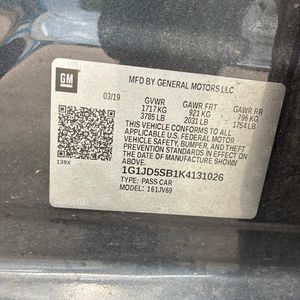 GM
MFD BY GENERAL MOTORS LLC
03/19 GVWR GAWR FRT GAWR RR
1717 KG 921 KG 796 KG
3785 LB 2031 LB 1754 LB
THIS VEHICLE CONFORMS TO ALL
APPLICABLE U.S. FEDERAL MOTOR
VEHICLE SAFETY, BUMPER, AND
THEFT PREVENTION STANDARDS
IN EFFECT ON THE DATE OF
MANUFACTURE SHOWN ABOVE.
139X
1G1JD5SB1K4131026
TYPE: PASS CAR
MODEL: 161JV69